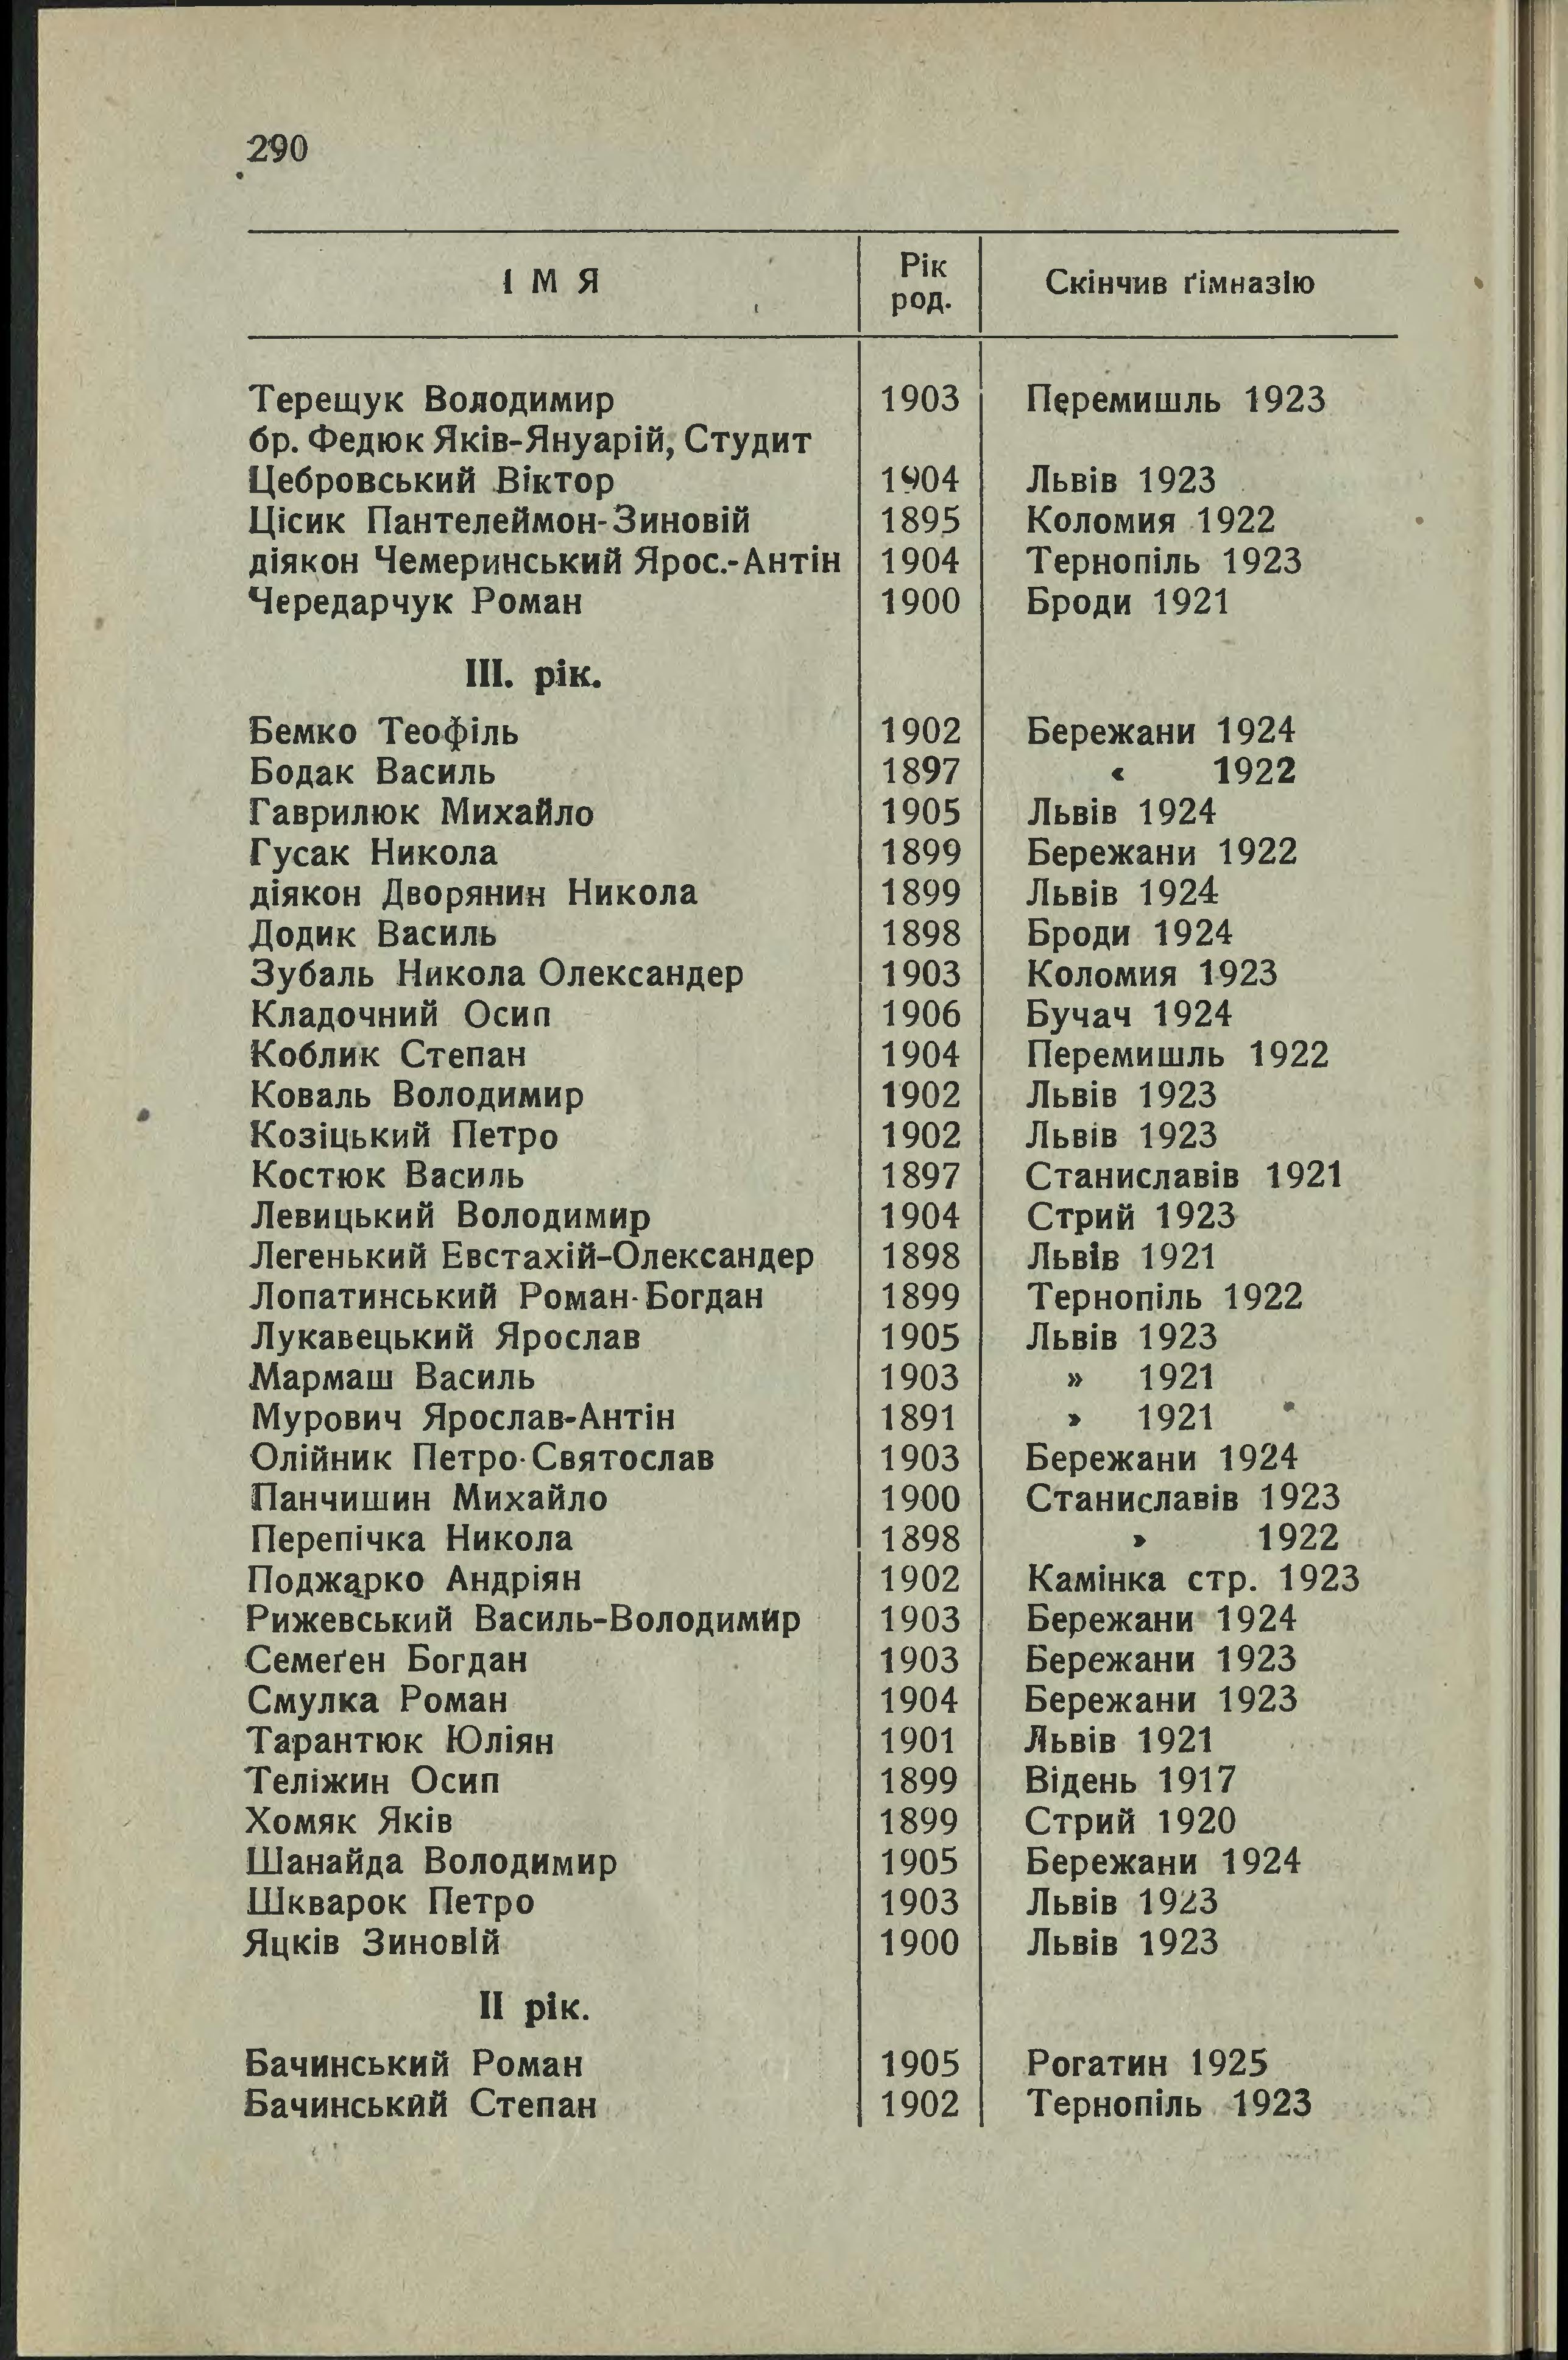 290
І М Я Рік род. Скінчив ґімназію
Терещук Володимир 1903 Перемишль 1923
бр. Федюк Яків-Януарій, Студит
Цебровський Віктор 1904 Львів 1923
Цісик Пантелеймон-Зиновій 1895 Коломия 1922
діякон Чемеринський Ярос.-Антін 1904 Тернопіль 1923
Чередарчук Роман 1900 Броди 1921
III. рік.
Бемко Теофіль 1902 Бережани 1924
Бодак Василь 1897 « 1922
Гаврилюк Михайло 1905 Львів 1924
Гусак Никола 1899 Бережани 1922
діякон Дворянин Никола 1899 Львів 1924
Додик Василь 1898 Броди 1924
Зубаль Никола Олександер 1903 Коломия 1923
Кладочний Осип 1906 Бучач 1924
Коблик Степан 1904 Перемишль 1922
Коваль Володимир 1902 Львів 1923
Козіцький Петро 1902 Львів 1923
Костюк Василь 1897 Станиславів 1921
Левицький Володимир 1904 Стрий 1923
Легенький Евстахій-Олександер 1898 Львів 1921
Лопатинський Роман-Богдан 1899 Тернопіль 1922
Лукавецький Ярослав 1905 Львів 1923
Мармаш Василь 1903 » 1921
Мурович Ярослав-Антін 1891 » 1921
Олійник Петро-Святослав 1903 Бережани 1924
Панчишин Михайло 1900 Станиславів 1923
Перепічка Никола 1898 » 1922
Поджарко Андріян 1902 Камінка стр. 1923
Рижевський Василь-Володимир 1903 Бережани 1924
Семеґен Богдан 1903 Бережани 1923
Смулка Роман 1904 Бережани 1923
Тарантюк Юліян 1901 Львів 1921
Теліжин Осип 1899 Відень 1917
Хомяк Яків 1899 Стрий 1920
Шанайда Володимир 1905 Бережани 1924
Шкварок Петро 1903 Львів 1923
Яцків Зиновій 1900 Львів 1923
II рік.
Бачинський Роман 1905 Рогатин 1925
Бачинський Степан 1902 Тернопіль 1923